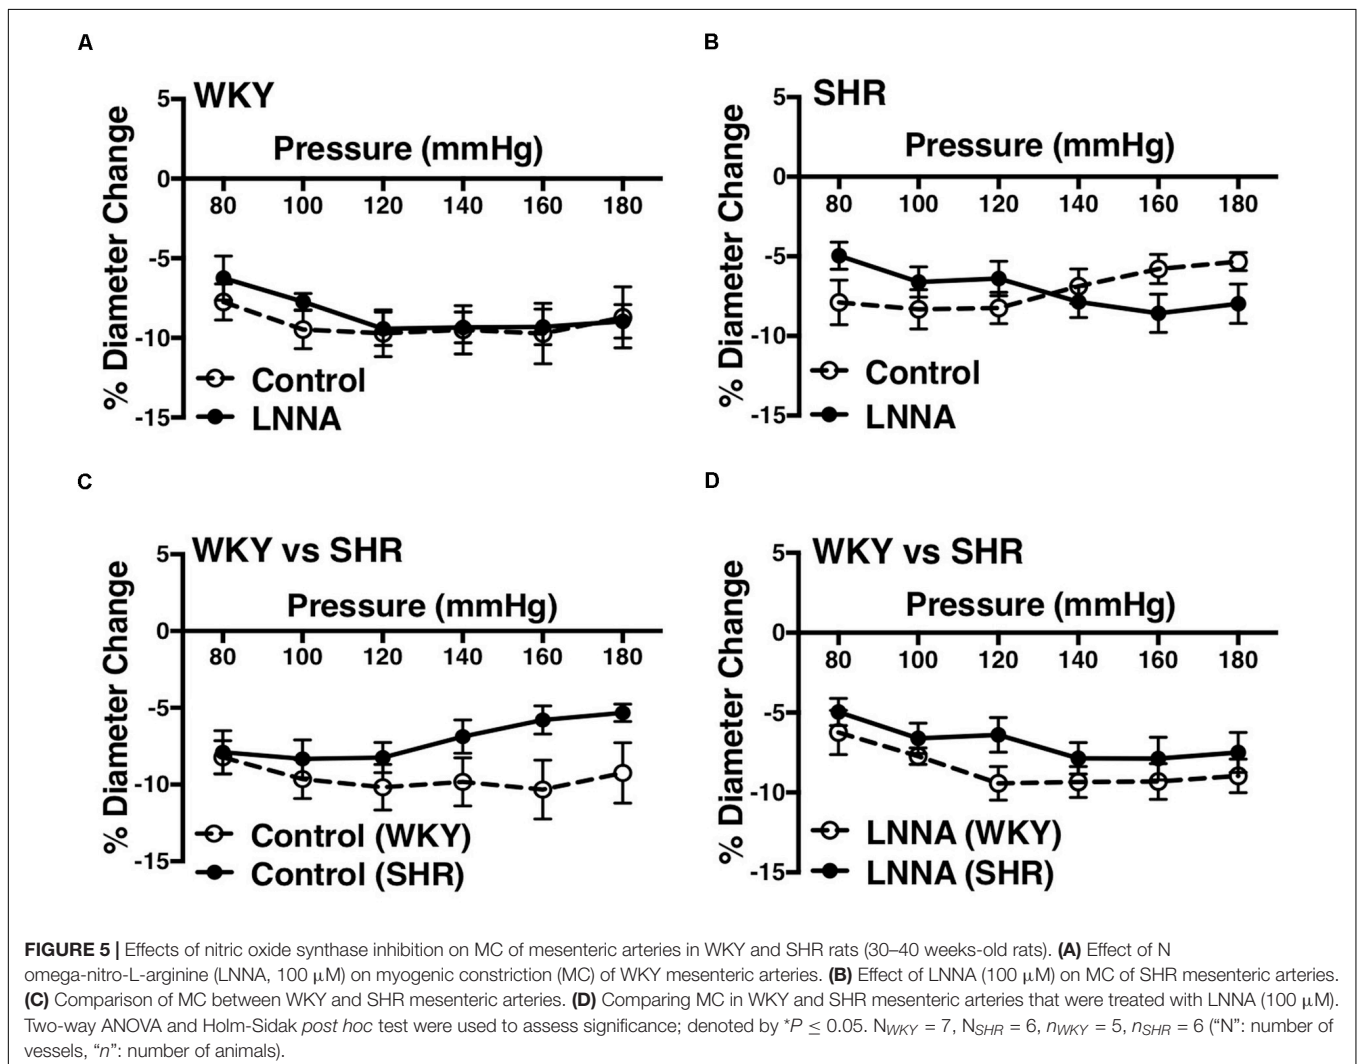 A
WKY
Pressure (mmHg)
% Diameter Change
5
0
-5
-10
-15
80 100 120 140 160 180
Control
LNNA
B
SHR
Pressure (mmHg)
% Diameter Change
5
0
-5
-10
-15
80 100 120 140 160 180
Control
LNNA
C
WKY vs SHR
Pressure (mmHg)
% Diameter Change
5
0
-5
-10
-15
80 100 120 140 160 180
Control (WKY)
Control (SHR)
D
WKY vs SHR
Pressure (mmHg)
% Diameter Change
5
0
-5
-10
-15
80 100 120 140 160 180
LNNA (WKY)
LNNA (SHR)
FIGURE 5 | Effects of nitric oxide synthase inhibition on MC of mesenteric arteries in WKY and SHR rats (30–40 weeks-old rats). (A) Effect of N
omega-nitro-L-arginine (LNNA, 100 μM) on myogenic constriction (MC) of WKY mesenteric arteries. (B) Effect of LNNA (100 μM) on MC of SHR mesenteric arteries.
(C) Comparison of MC between WKY and SHR mesenteric arteries. (D) Comparing MC in WKY and SHR mesenteric arteries that were treated with LNNA (100 μM).
Two-way ANOVA and Holm-Sidak post hoc test were used to assess significance; denoted by *P ≤ 0.05. NWKY = 7, NSHR = 6, nWKY = 5, nSHR = 6 (“N”: number of
vessels, “n”: number of animals).